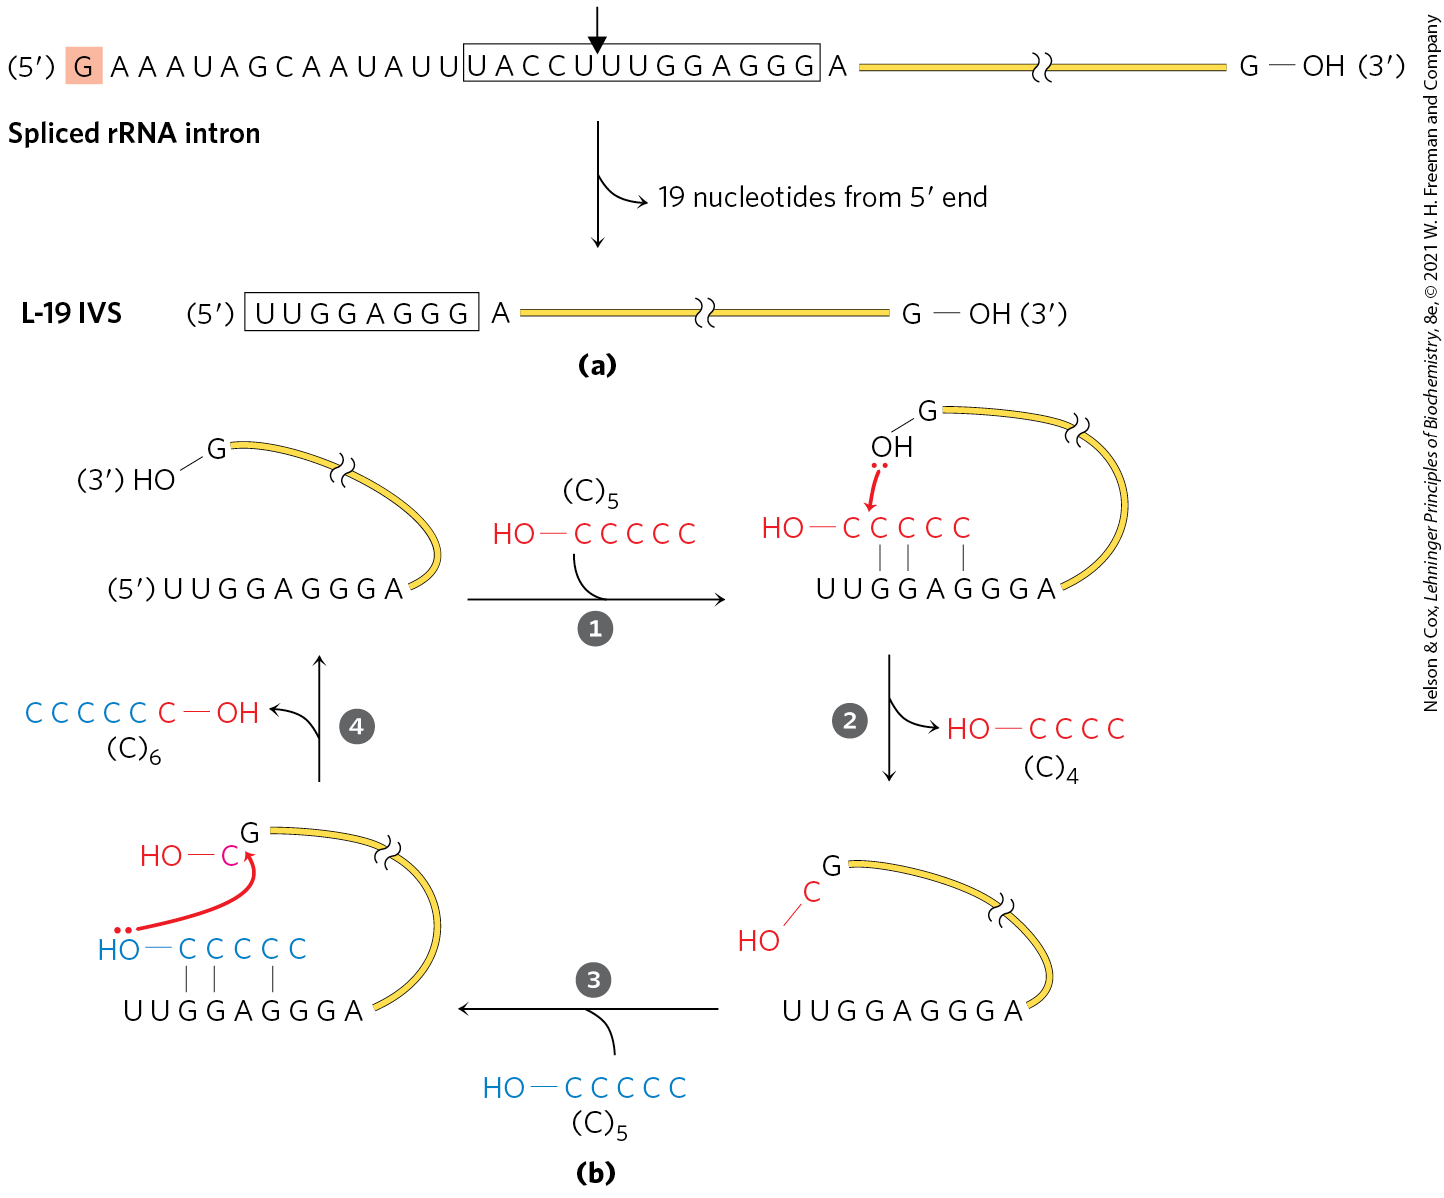 (5′) G A A A U A G C A A U A U U U A C C U U U G G A G G G A G — OH (3′)
Spliced rRNA intron
19 nucleotides from 5′ end
L-19 IVS (5′) U U G G A G G G A G — OH (3′)
(a)
(3′) HO G
(5′) U U G G A G G G A
(C)5
HO — C C C C C
1
G
OH
HO — C C C C C
U U G G A G G G A
2
HO — C C C C
(C)4
G
C
HO
U U G G A G G G A
3
HO — C C C C C
(C)5
G
HO — C
HO — C C C C C
U U G G A G G G A
4
C C C C C C — OH
(C)6
(b)
Nelson & Cox, Lehninger Principles of Biochemistry, 8e, © 2021 W. H. Freeman and Company